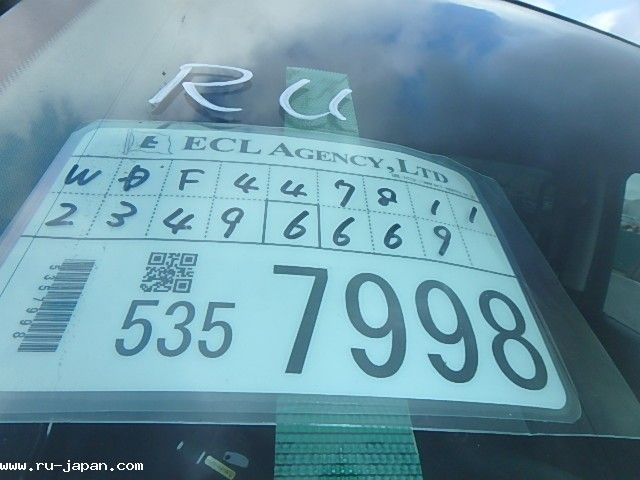 RU
E ECL AGENCY,LTD
W D F 4 4 7 8 1 1
2 3 4 9 6 6 6 9
5357998
535 7998
www.ru-japan.com